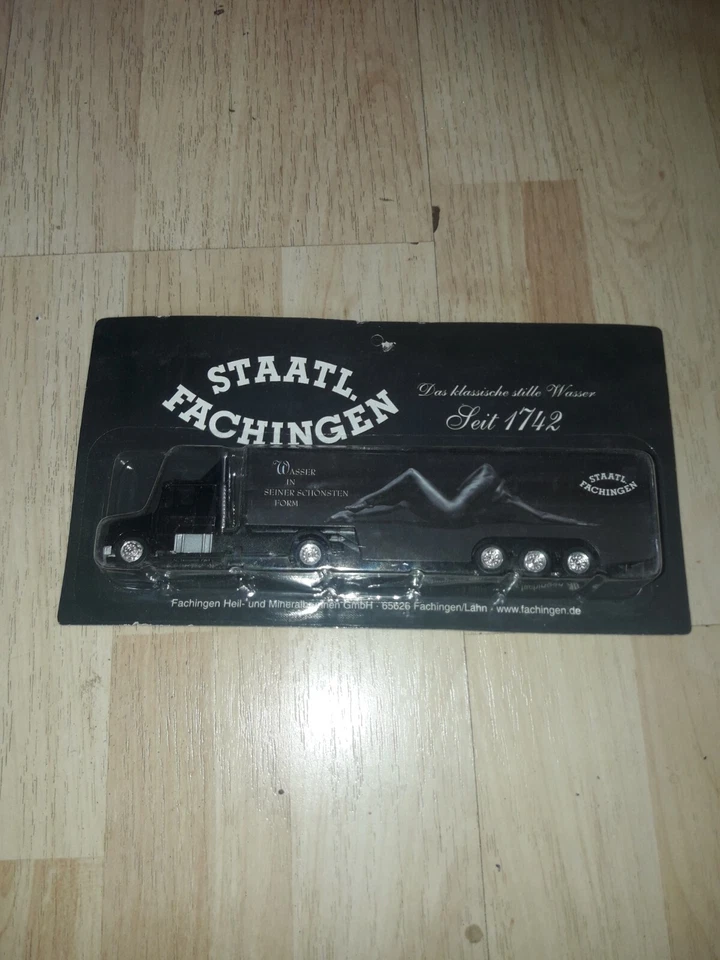 STAATL.
FACHINGEN
Das klassische stille Wasser
Seit 1742
WASSER
IN
SEINER SCHÖNSTEN
FORM
STAATL.
FACHINGEN
Fachingen Heil- und Mineralbrunnen GmbH - 65626 Fachingen/Lahn - www.fachingen.de